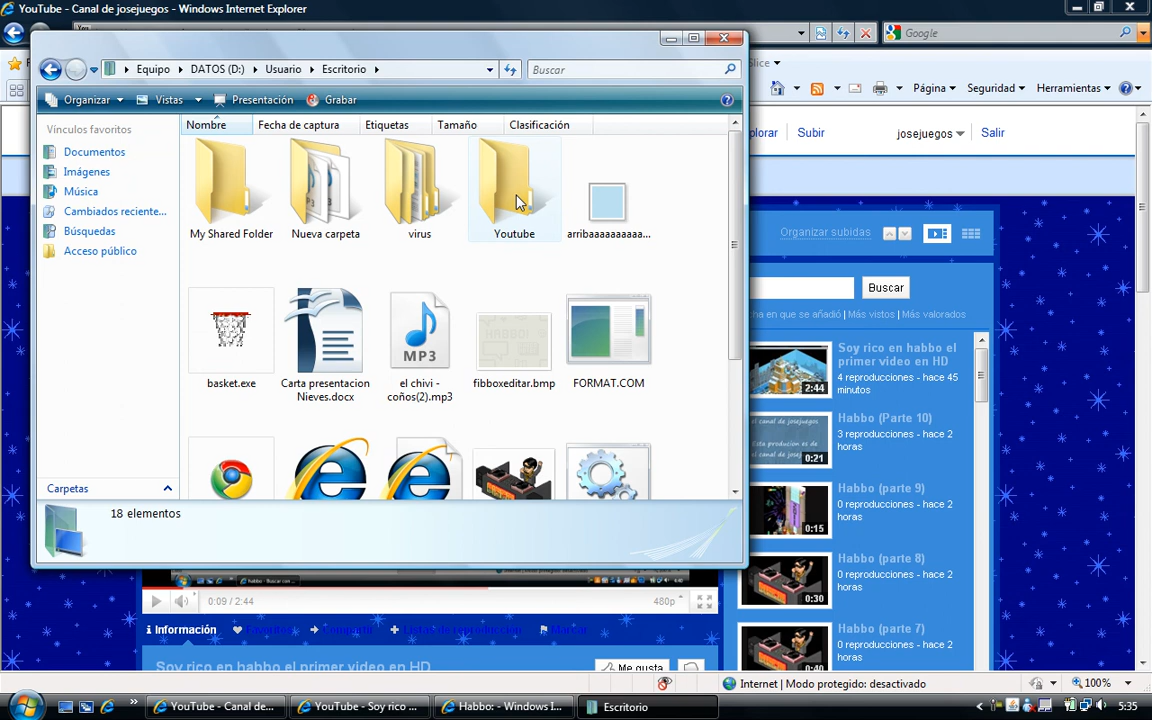 YouTube - Canal de josejuegos - Windows Internet Explorer
Google
Equipo DATOS (D:) Usuario Escritorio
Buscar
Organizar Vistas Presentación Grabar
Página Seguridad Herramientas
Vínculos favoritos
Documentos
Imágenes
Música
Cambiados reciente...
Búsquedas
Acceso público
Carpetas
Nombre Fecha de captura Etiquetas Tamaño Clasificación
My Shared Folder Nueva carpeta virus Youtube arribaaaaaaaaaa...
MP3
basket.exe Carta presentacion Nieves.docx el chivi - coños(2).mp3 fibboxeditar.bmp FORMAT.COM
18 elementos
Subir josejuegos Salir
Organizar subidas
Buscar
Más vistos | Más valorados
Soy rico en habbo el
primer video en HD
4 reproducciones - hace 45
minutos
2:44
Habbo (Parte 10)
3 reproducciones - hace 2
horas
0:21
Habbo (parte 9)
0 reproducciones - hace 2
horas
0:15
Habbo (parte 8)
0 reproducciones - hace 2
horas
0:30
Habbo (parte 7)
0 reproducciones - hace 2
horas
0:09 / 2:44 480p
Información Favoritos Compartir Listas de reproducción Marcar
Soy rico en habbo el primer video en HD
Me gusta
Internet | Modo protegido: desactivado 100%
YouTube - Canal de... YouTube - Soy rico ... Habbo: - Windows I... Escritorio 5:35